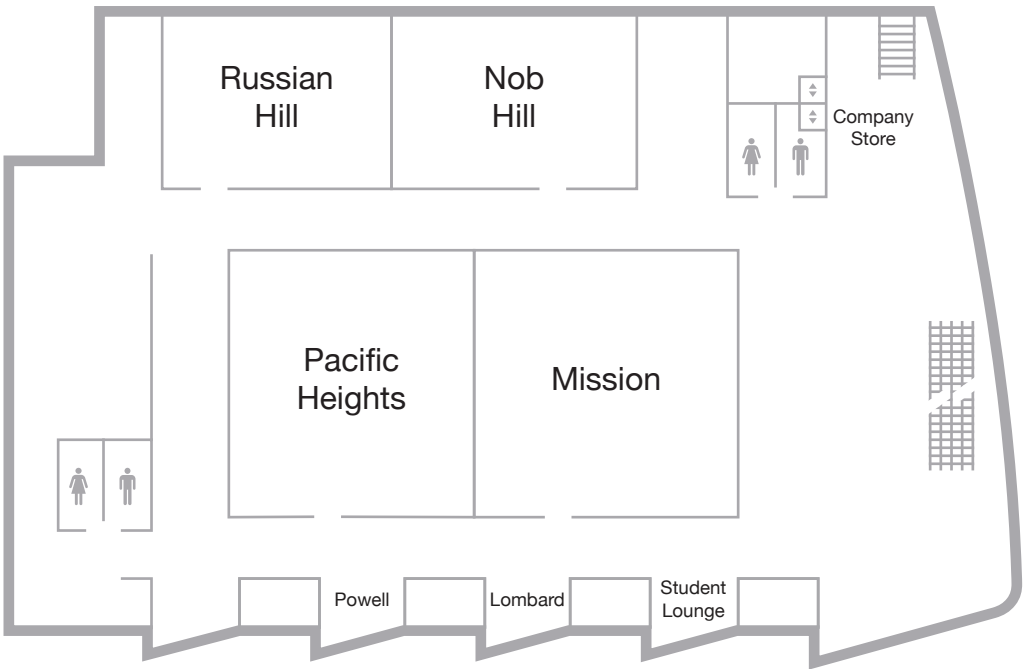 Russian
Hill
Nob
Hill
Company
Store
Pacific
Heights
Mission
Powell
Lombard
Student
Lounge